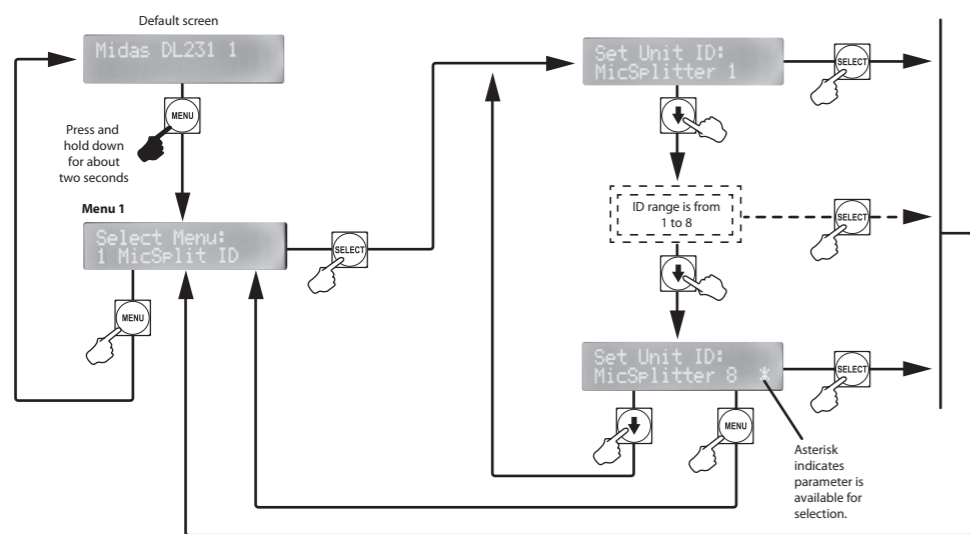 Default screen
Midas DL231 1
MENU
Press and
hold down
for about
two seconds
Menu 1
Select Menu:
1 MicSplit ID
SELECT
MENU
Set Unit ID:
MicSplitter 1
SELECT
ID range is from
1 to 8
SELECT
Set Unit ID:
MicSplitter 8 *
SELECT
MENU
Asterisk
indicates
parameter is
available for
selection.